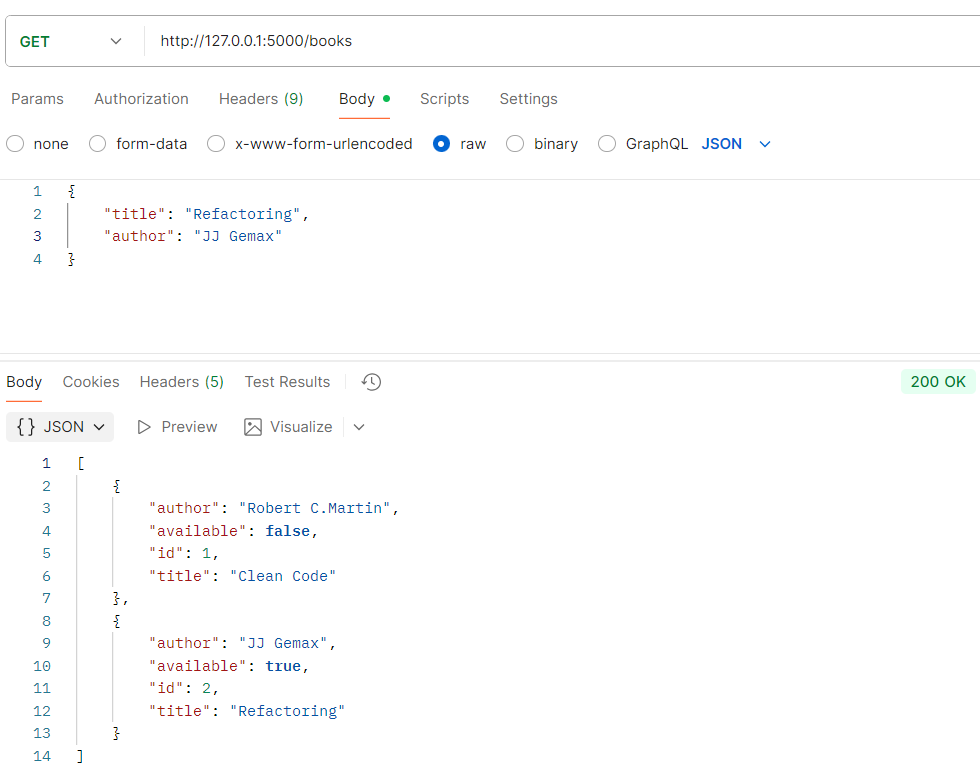 GET http://127.0.0.1:5000/books
Params Authorization Headers (9) Body Scripts Settings
none form-data x-www-form-urlencoded raw binary GraphQL JSON
1 {
2 "title": "Refactoring",
3 "author": "JJ Gemax"
4 }
Body Cookies Headers (5) Test Results 200 OK
{} JSON Preview Visualize
1 [
2 {
3 "author": "Robert C.Martin",
4 "available": false,
5 "id": 1,
6 "title": "Clean Code"
7 },
8 {
9 "author": "JJ Gemax",
10 "available": true,
11 "id": 2,
12 "title": "Refactoring"
13 }
14 ]